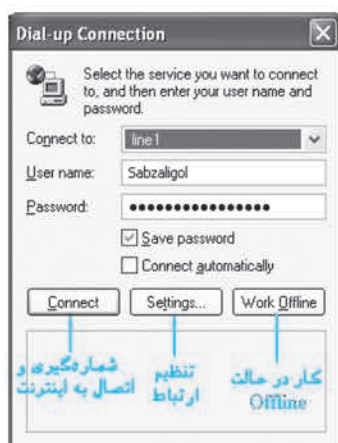 Dial-up Connection
Select the service you want to connect
to, and then enter your user name and
password.
Connect to: line1
User name: Sabzaligol
Password: ••••••••••••••••
Save password
Connect automatically
Connect Settings... Work Offline
شماره‌گیری و
اتصال به اینترنت
تنظیم
ارتباط
کار در حالت
Offline